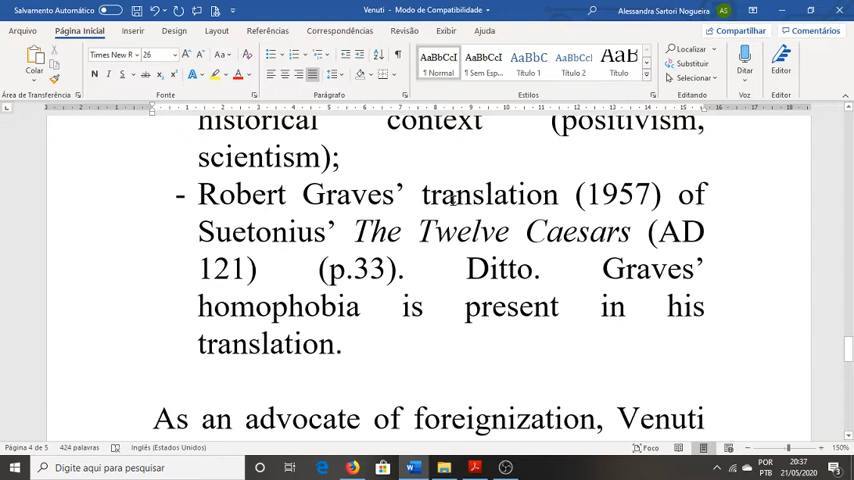 Salvamento Automático
Venuti - Modo de Compatibilidade
Alessandra Sartori Nogueira
AS
Arquivo
Página Inicial
Inserir
Design
Layout
Referências
Correspondências
Revisão
Exibir
Ajuda
Compartilhar
Comentários
Colar
Times New R
26
N I S
AaBbCcI
AaBbCcI
AaBbC
AaBbCcI
AaB
¶ Normal
¶ Sem Espa...
Título 1
Título 2
Título
Localizar
Substituir
Selecionar
Ditar
Editor
Área de Transferência
Fonte
Parágrafo
Estilos
Editando
Voz
Editor
historical context (positivism,
scientism);
- Robert Graves’ translation (1957) of
Suetonius’ The Twelve Caesars (AD
121) (p.33). Ditto. Graves’
homophobia is present in his
translation.
As an advocate of foreignization, Venuti
Página 4 de 5
424 palavras
Inglês (Estados Unidos)
Foco
150%
Digite aqui para pesquisar
POR
PTB
20:37
21/05/2020